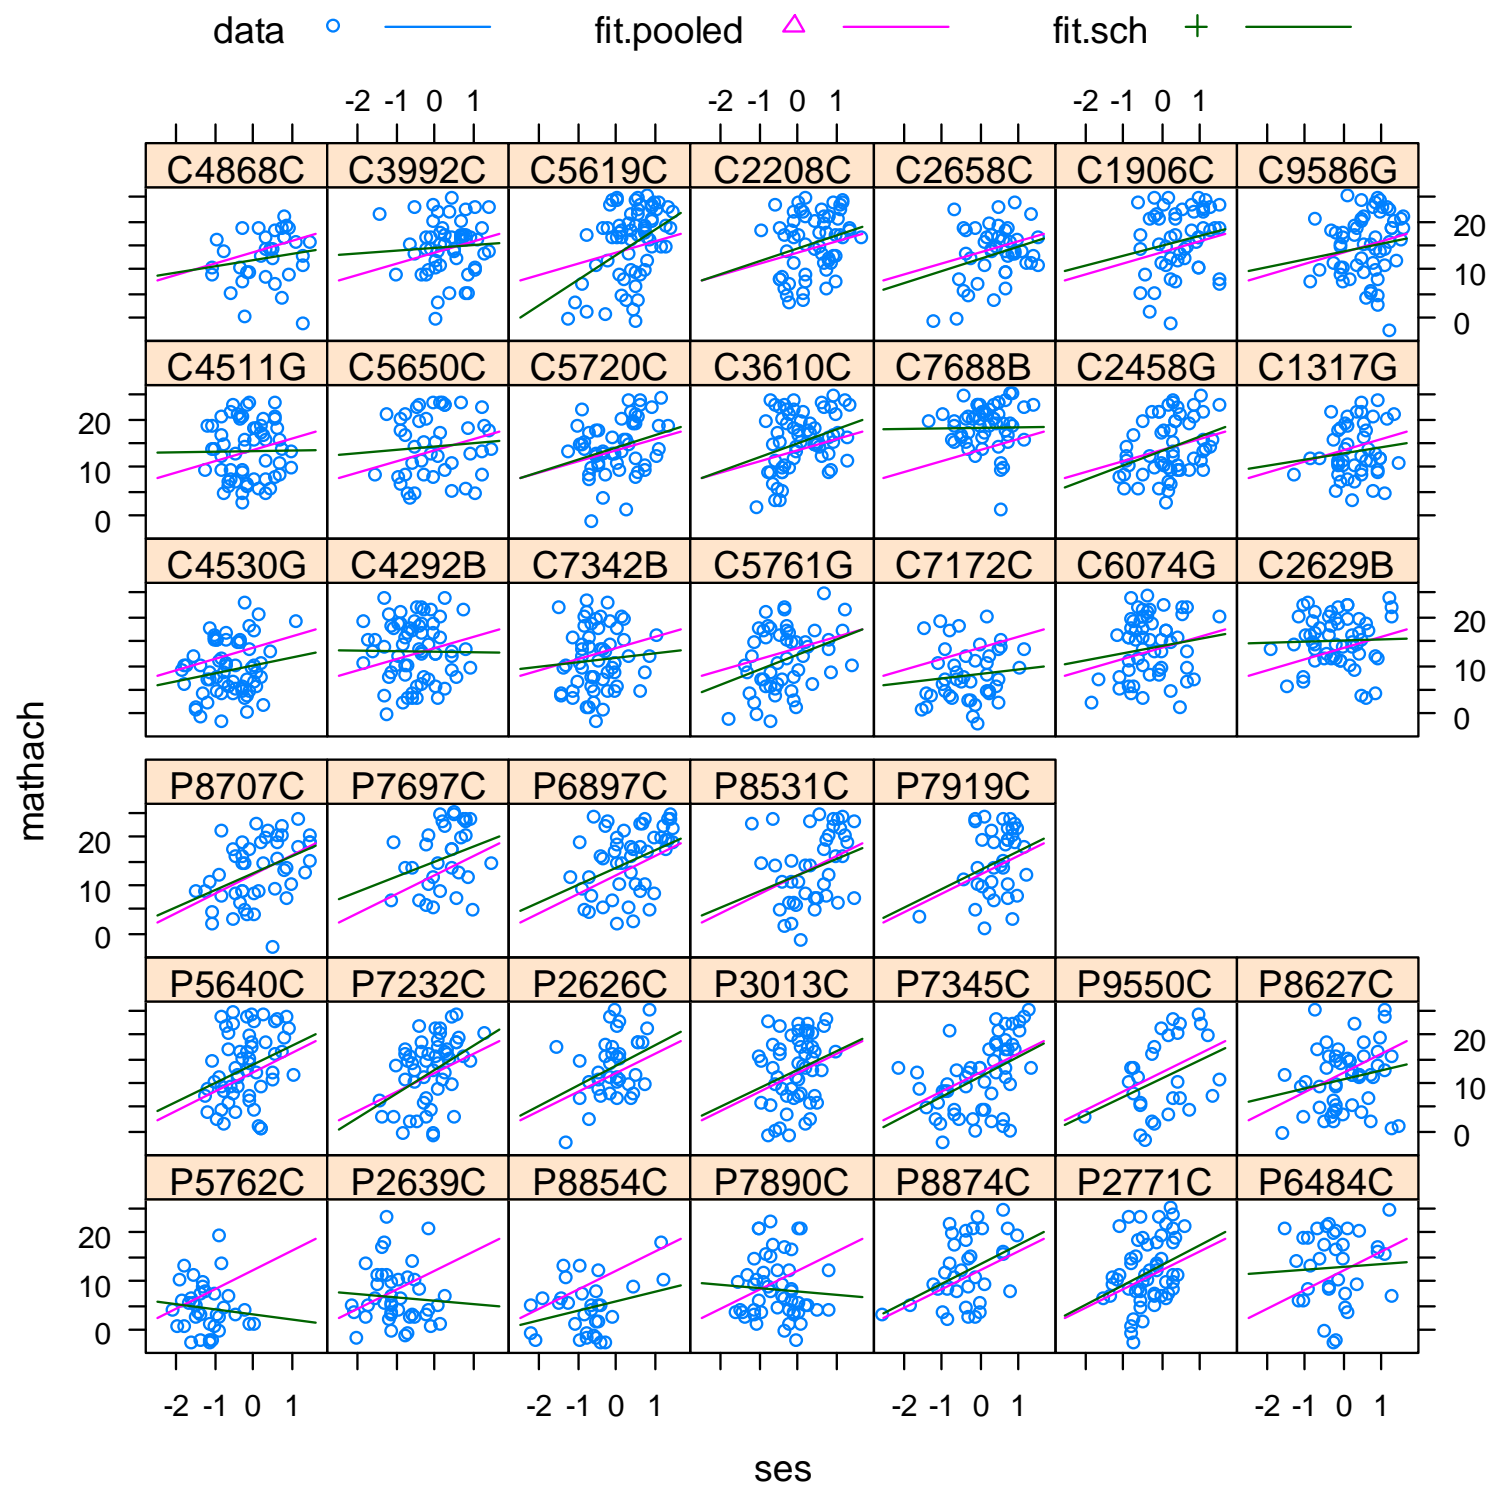 data fit.pooled fit.sch
-2 -1 0 1 -2 -1 0 1 -2 -1 0 1
C4868C C3992C C5619C C2208C C2658C C1906C C9586G
20
10
0
C4511G C5650C C5720C C3610C C7688B C2458G C1317G
20
10
0
C4530G C4292B C7342B C5761G C7172C C6074G C2629B
20
10
0
mathach
P8707C P7697C P6897C P8531C P7919C
20
10
0
P5640C P7232C P2626C P3013C P7345C P9550C P8627C
20
10
0
P5762C P2639C P8854C P7890C P8874C P2771C P6484C
20
10
0
-2 -1 0 1 -2 -1 0 1 -2 -1 0 1 -2 -1 0 1
ses